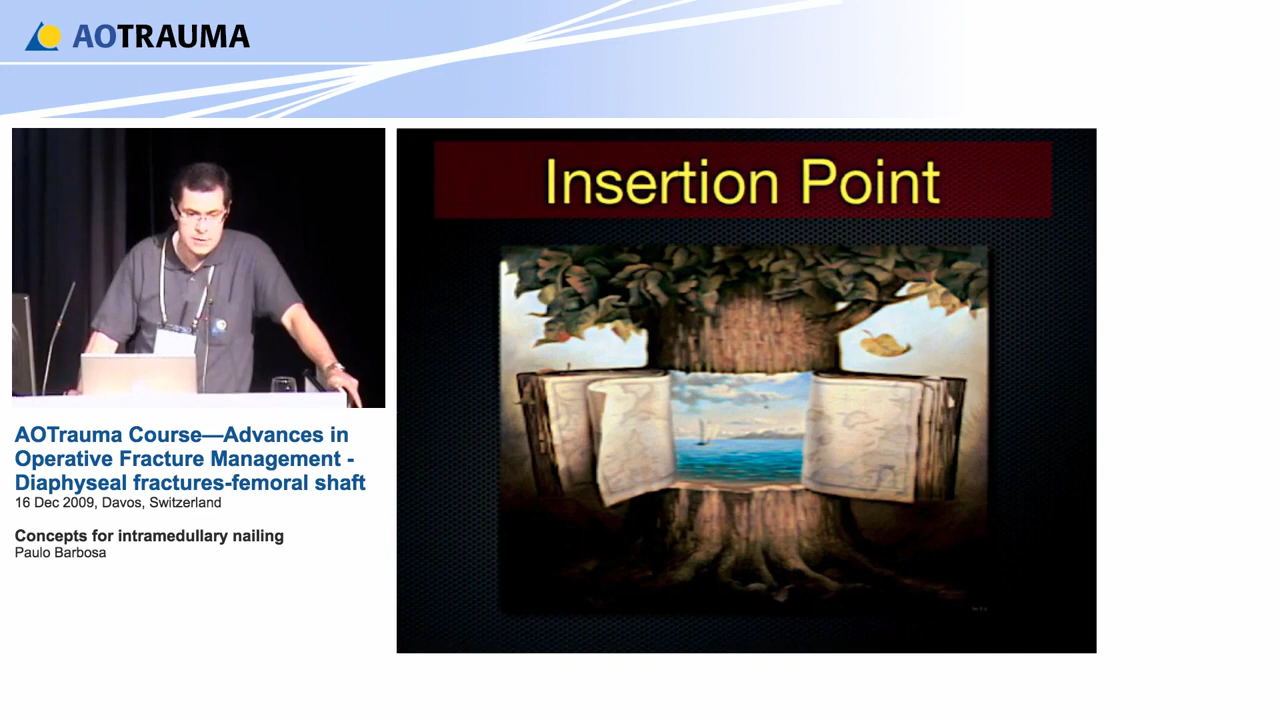 AOTRAUMA
Insertion Point
AOTrauma Course—Advances in
Operative Fracture Management -
Diaphyseal fractures-femoral shaft
16 Dec 2009, Davos, Switzerland
Concepts for intramedullary nailing
Paulo Barbosa